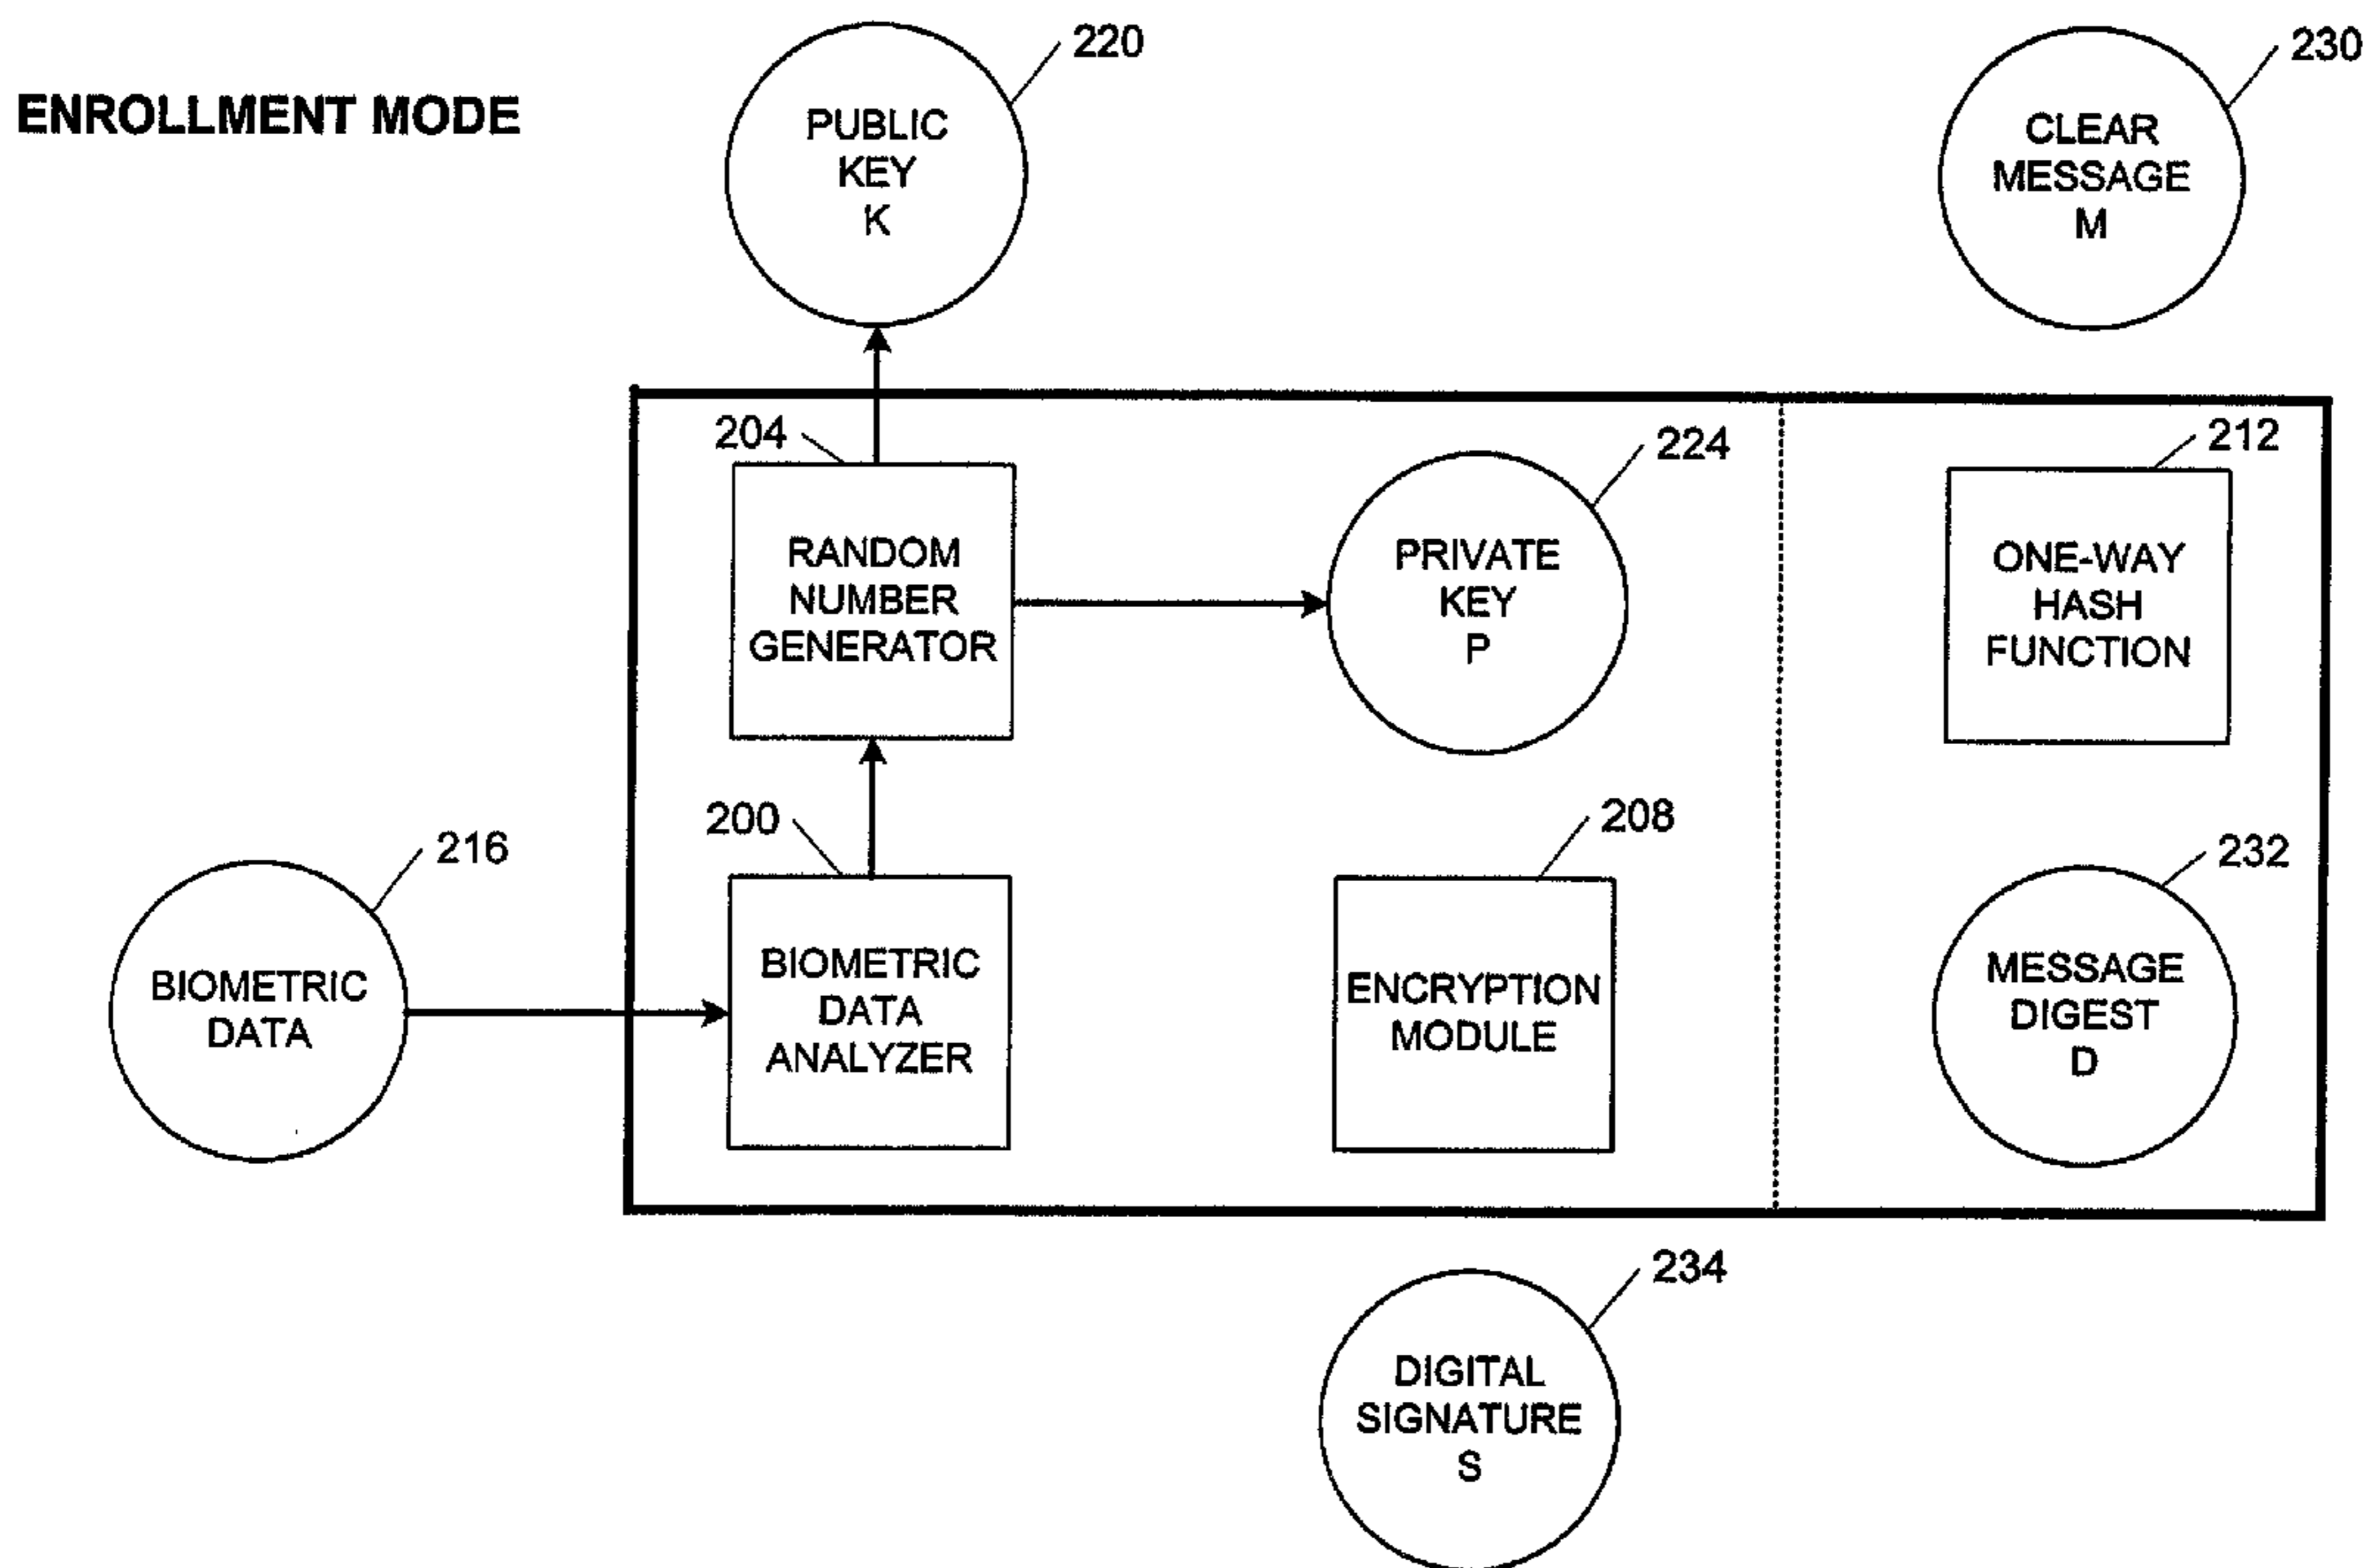 ENROLLMENT MODE
220
PUBLIC
KEY
K
230
CLEAR
MESSAGE
M
204
RANDOM
NUMBER
GENERATOR
224
PRIVATE
KEY
P
212
ONE-WAY
HASH
FUNCTION
216
BIOMETRIC
DATA
200
BIOMETRIC
DATA
ANALYZER
208
ENCRYPTION
MODULE
232
MESSAGE
DIGEST
D
234
DIGITAL
SIGNATURE
S